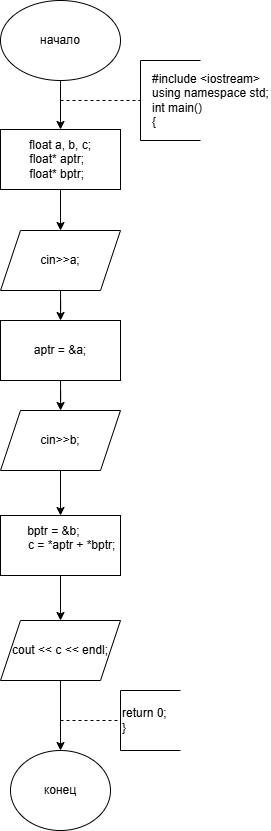 начало
#include <iostream>
using namespace std;
int main()
{
float a, b, c;
float* aptr;
float* bptr;
cin>>a;
aptr = &a;
cin>>b;
bptr = &b;
c = *aptr + *bptr;
cout << c << endl;
return 0;
}
конец